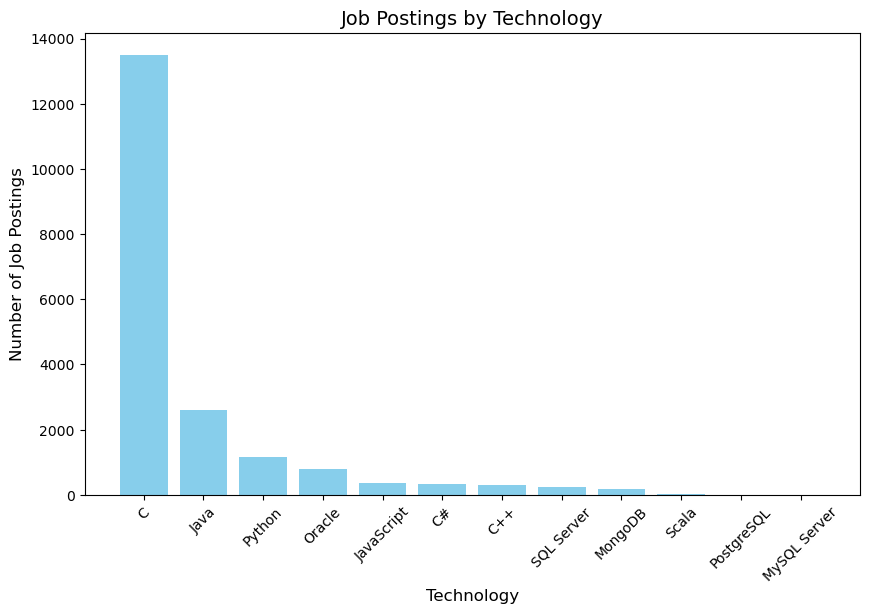 Job Postings by Technology
Number of Job Postings
14000
12000
10000
8000
6000
4000
2000
0
C
Java
Python
Oracle
JavaScript
C#
C++
SQL Server
MongoDB
Scala
PostgreSQL
MySQL Server
Technology